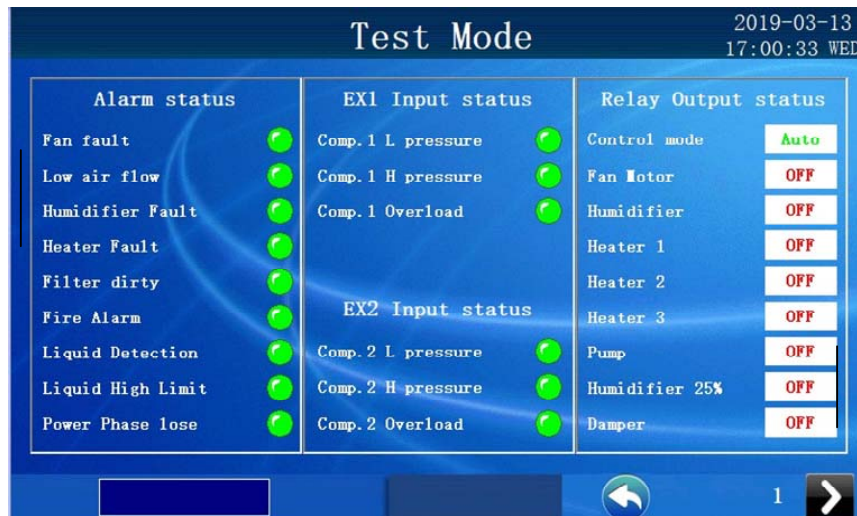 Test Mode
2019-03-13
17:00:33 WED
Alarm status
Fan fault
Low air flow
Humidifier Fault
Heater Fault
Filter dirty
Fire Alarm
Liquid Detection
Liquid High Limit
Power Phase lose
EX1 Input status
Comp.1 L pressure
Comp.1 H pressure
Comp.1 Overload
EX2 Input status
Comp.2 L pressure
Comp.2 H pressure
Comp.2 Overload
Relay Output status
Control mode Auto
Fan Motor OFF
Humidifier OFF
Heater 1 OFF
Heater 2 OFF
Heater 3 OFF
Pump OFF
Humidifier 25% OFF
Damper OFF
1